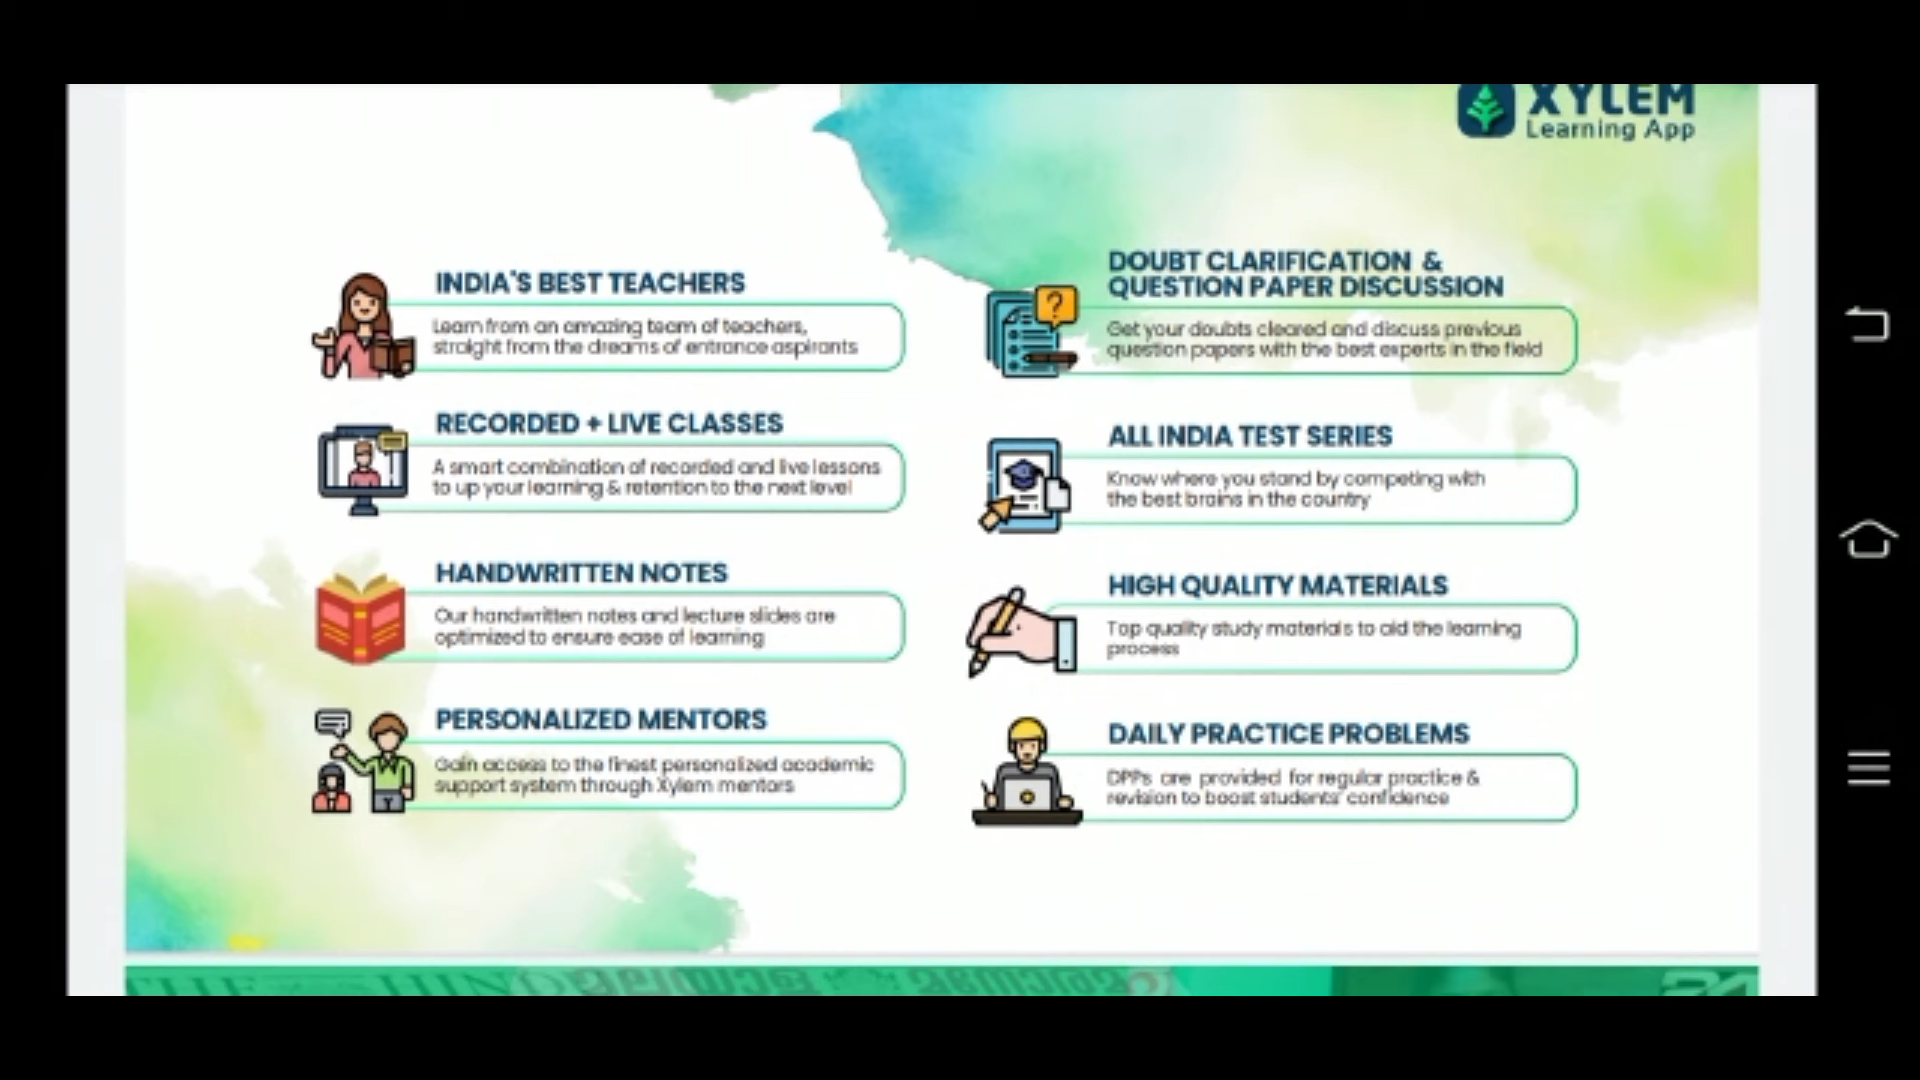 XYLEM
Learning App
INDIA'S BEST TEACHERS
Learn from an amazing team of teachers,
straight from the dreams of entrance aspirants
RECORDED + LIVE CLASSES
A smart combination of recorded and live lessons
to up your learning & retention to the next level
HANDWRITTEN NOTES
Our handwritten notes and lecture slides are
optimized to ensure ease of learning
PERSONALIZED MENTORS
Gain access to the finest personalized academic
support system through Xylem mentors
DOUBT CLARIFICATION &
QUESTION PAPER DISCUSSION
Get your doubts cleared and discuss previous
question papers with the best experts in the field
ALL INDIA TEST SERIES
Know where you stand by competing with
the best brains in the country
HIGH QUALITY MATERIALS
Top quality study materials to aid the learning
process
DAILY PRACTICE PROBLEMS
DPPs are provided for regular practice &
revision to boost students' confidence